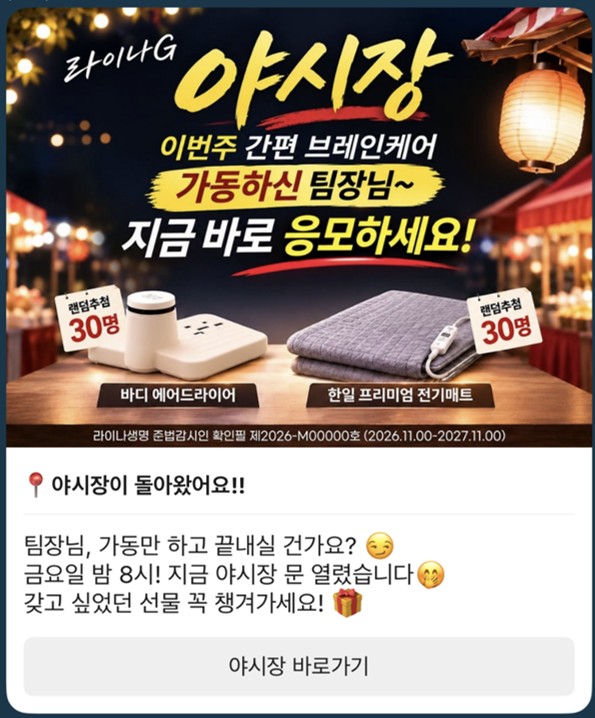 라이나G
야시장
이번주 간편 브레인케어
가동하신 팀장님~
지금 바로 응모하세요!
랜덤추첨
30명
랜덤추첨
30명
바디 에어드라이어
한일 프리미엄 전기매트
라이나생명 준법감시인 확인필 제2026-M00000호 (2026.11.00-2027.11.00)
📍야시장이 돌아왔어요!!
팀장님, 가동만 하고 끝내실 건가요? 😏
금요일 밤 8시! 지금 야시장 문 열렸습니다🤭
갖고 싶었던 선물 꼭 챙겨가세요! 🎁
야시장 바로가기